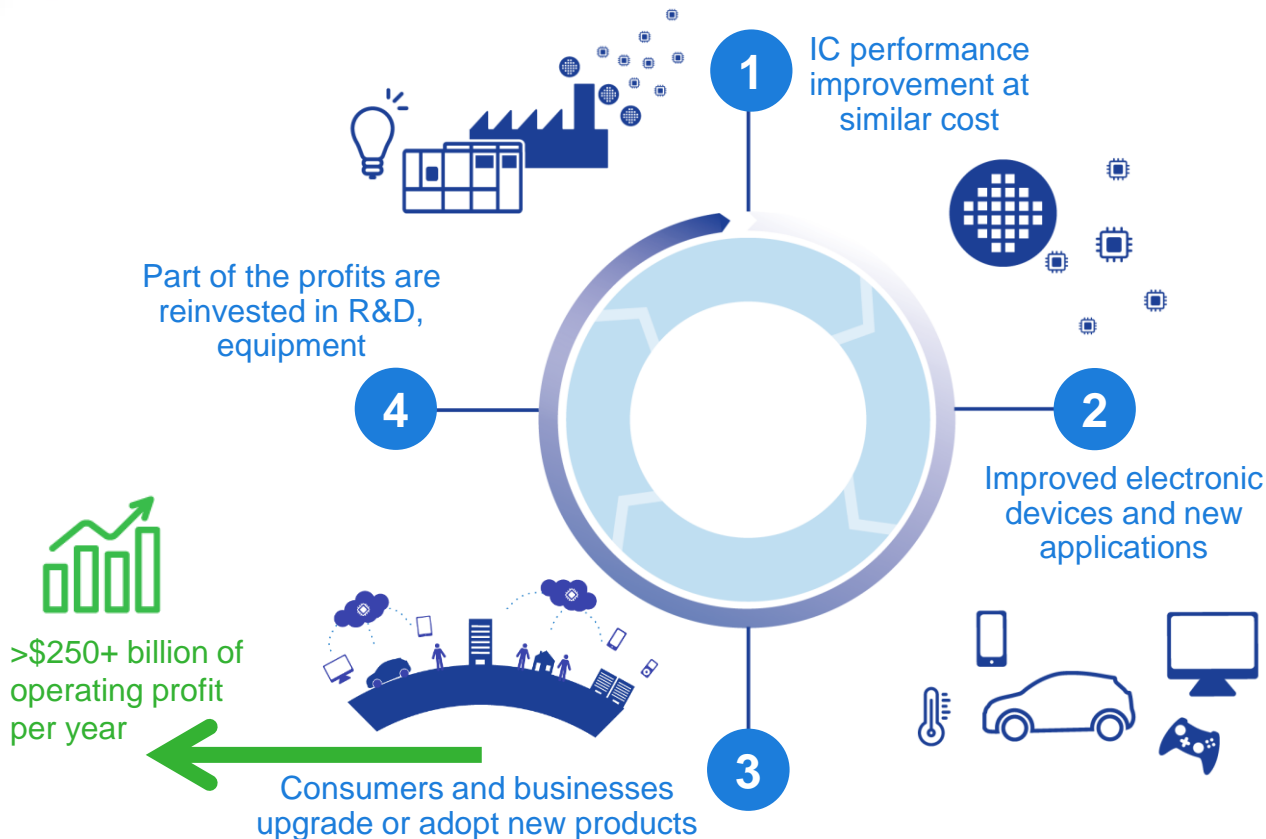 1
IC performance
improvement at
similar cost
2
Improved electronic
devices and new
applications
3
Consumers and businesses
upgrade or adopt new products
>$250+ billion of
operating profit
per year
4
Part of the profits are
reinvested in R&D,
equipment